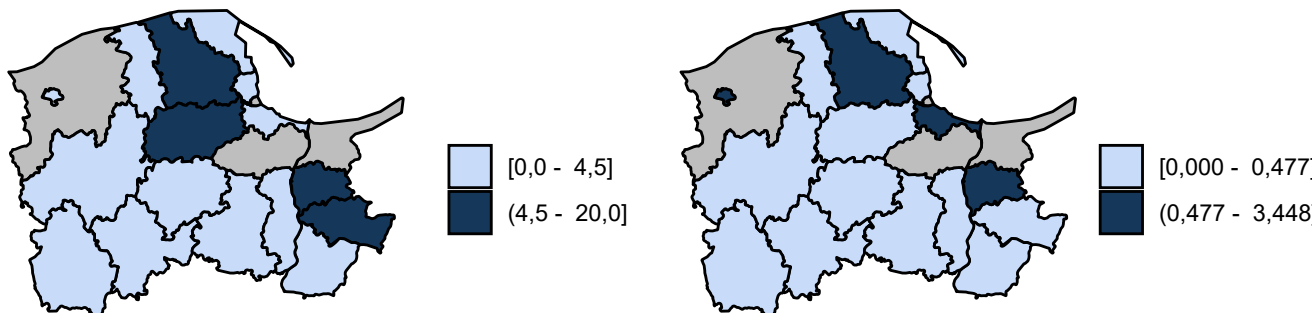 [0,0 - 4,5]
(4,5 - 20,0]
[0,000 - 0,477]
(0,477 - 3,448]